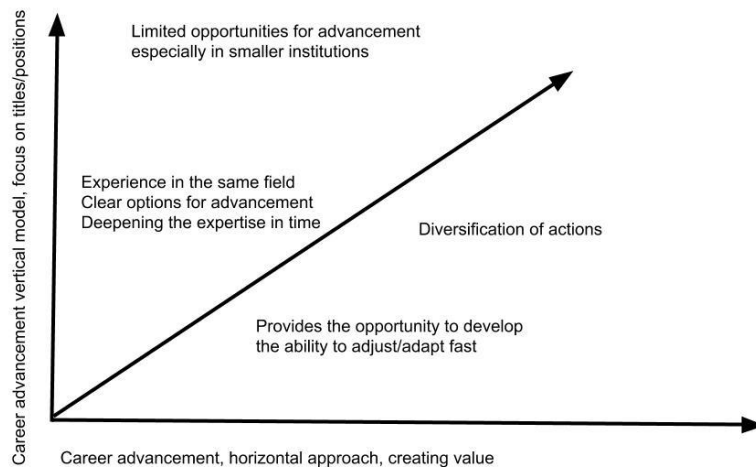 Limited opportunities for advancement
especially in smaller institutions
Career advancement vertical model, focus on titles/positions
Experience in the same field
Clear options for advancement
Deepening the expertise in time
Diversification of actions
Provides the opportunity to develop
the ability to adjust/adapt fast
Career advancement, horizontal approach, creating value